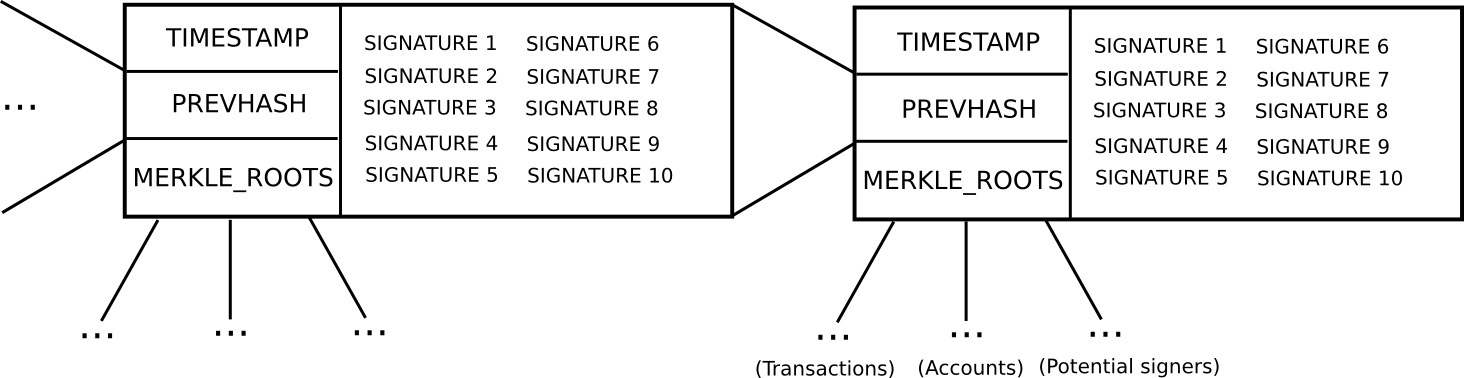 TIMESTAMP
PREVHASH
MERKLE_ROOTS
SIGNATURE 1 SIGNATURE 6
SIGNATURE 2 SIGNATURE 7
SIGNATURE 3 SIGNATURE 8
SIGNATURE 4 SIGNATURE 9
SIGNATURE 5 SIGNATURE 10
TIMESTAMP
PREVHASH
MERKLE_ROOTS
SIGNATURE 1 SIGNATURE 6
SIGNATURE 2 SIGNATURE 7
SIGNATURE 3 SIGNATURE 8
SIGNATURE 4 SIGNATURE 9
SIGNATURE 5 SIGNATURE 10
...
... ... ...
... ... ...
(Transactions) (Accounts) (Potential signers)